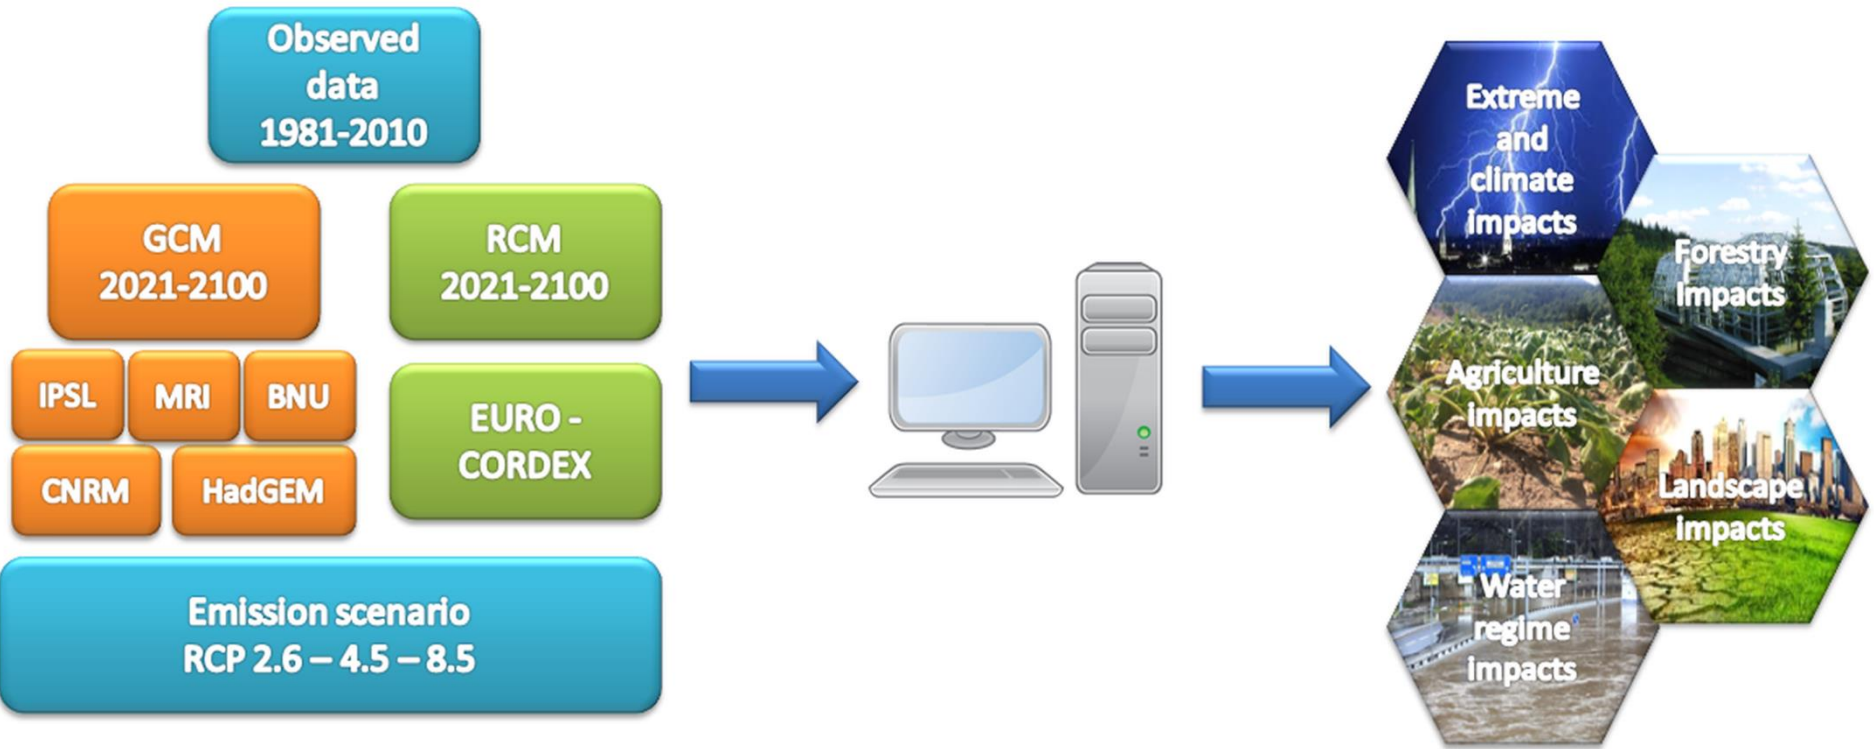 Observed
data
1981-2010
GCM
2021-2100
RCM
2021-2100
IPSL
MRI
BNU
CNRM
HadGEM
EURO -
CORDEX
Emission scenario
RCP 2.6 – 4.5 – 8.5
Extreme
and
climate
impacts
Forestry
Impacts
Agriculture
impacts
Landscape
impacts
Water
regime
impacts